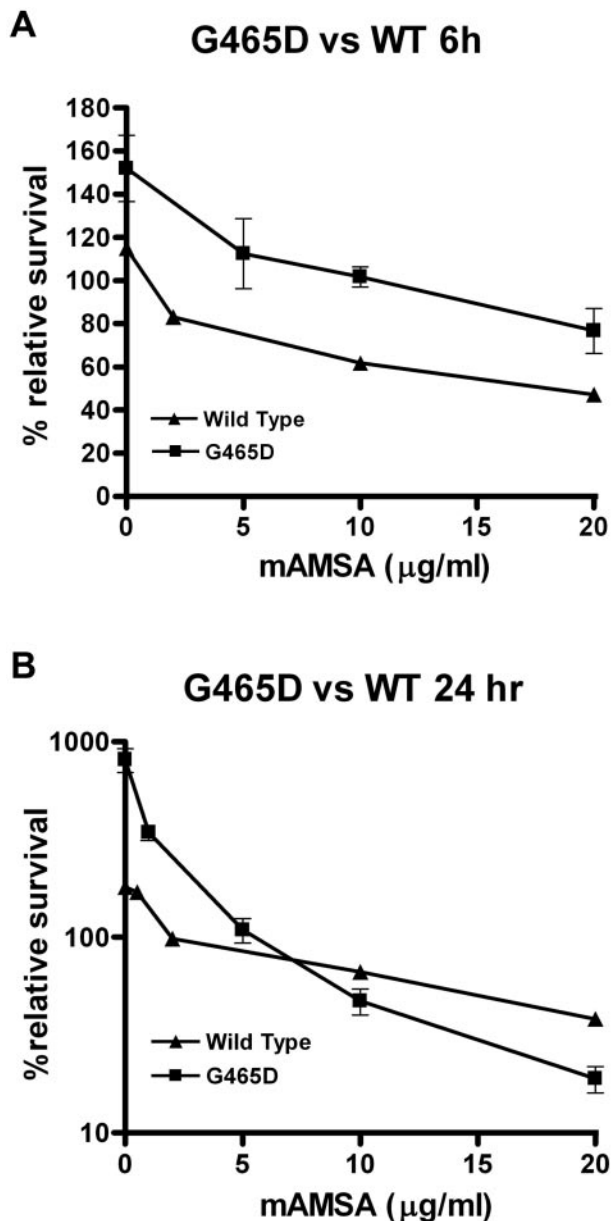 A
G465D vs WT 6h
% relative survival
180
160
140
120
100
80
60
40
20
0
Wild Type
G465D
0 5 10 15 20
mAMSA (μg/ml)
B
G465D vs WT 24 hr
%relative survival
1000
100
10
Wild Type
G465D
0 5 10 15 20
mAMSA (μg/ml)